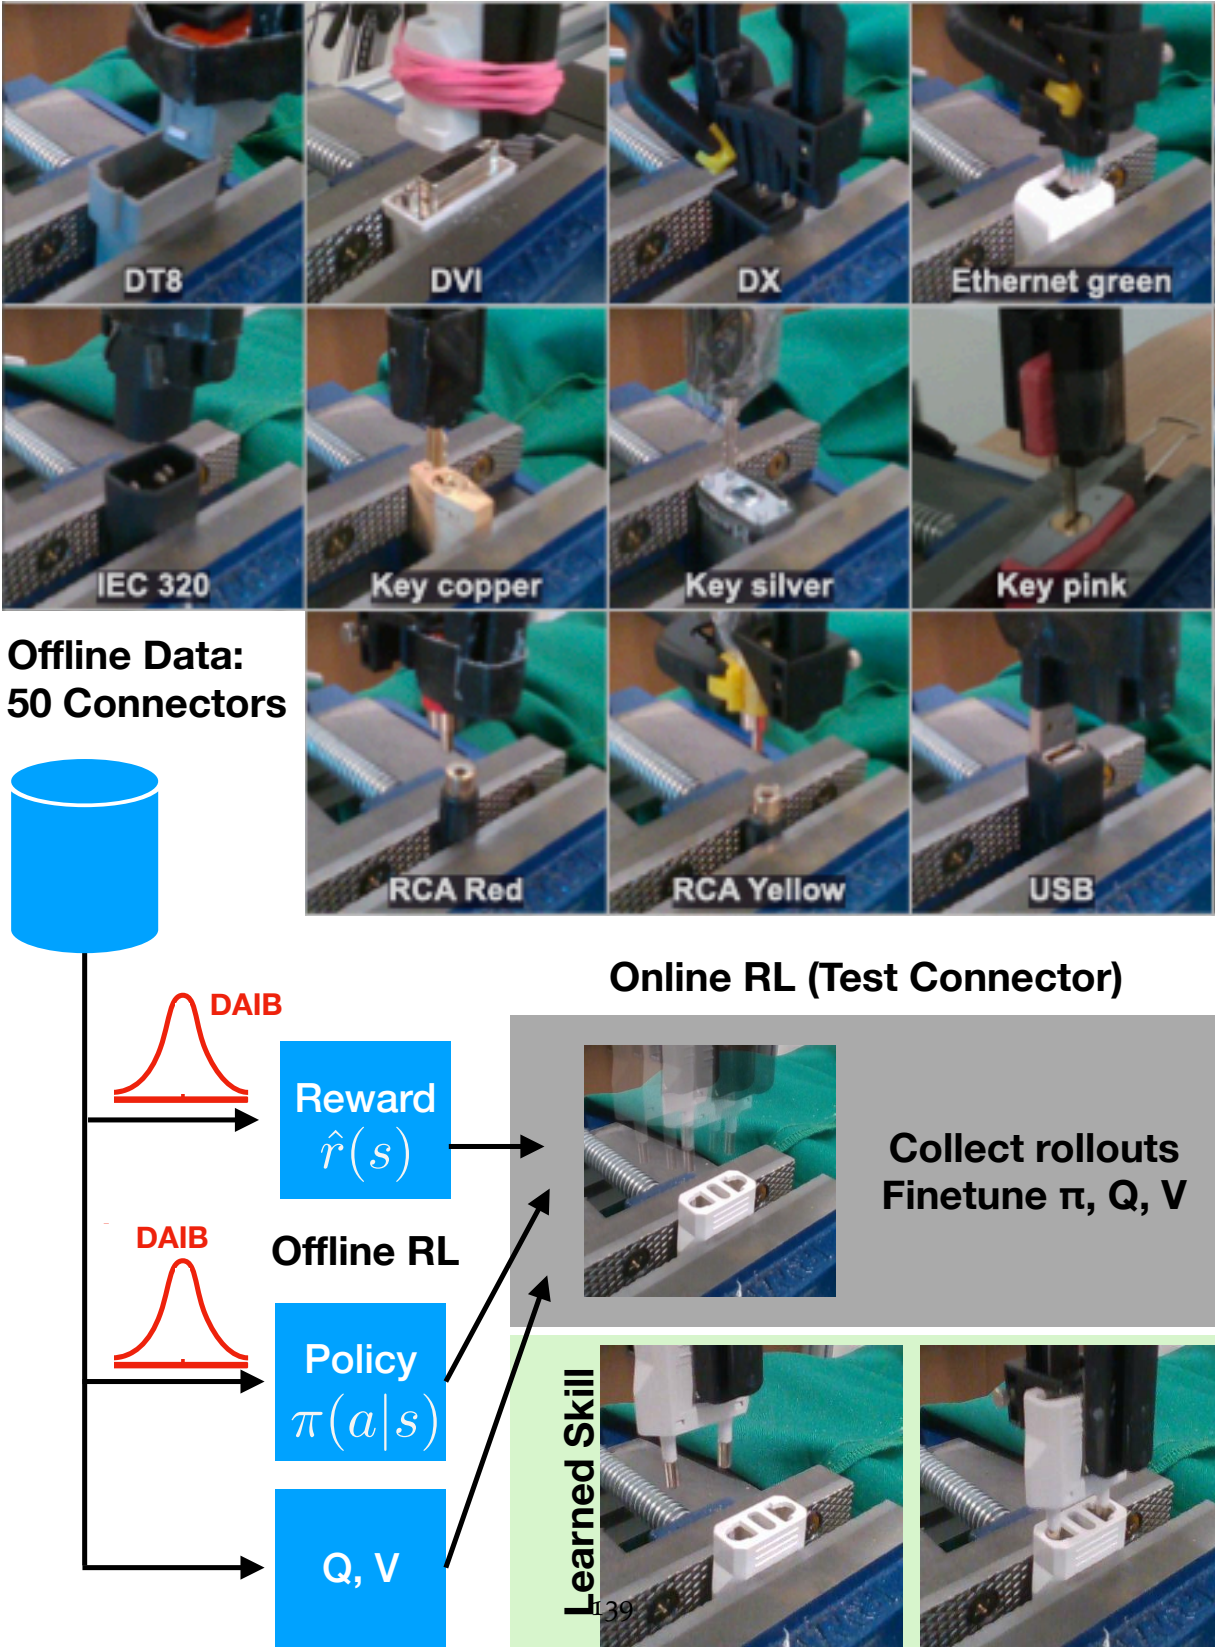 DT8
DVI
DX
Ethernet green
IEC 320
Key copper
Key silver
Key pink
Offline Data:
50 Connectors
RCA Red
RCA Yellow
USB
Online RL (Test Connector)
DAIB
Reward
r̂(s)
Collect rollouts
Finetune π, Q, V
DAIB
Offline RL
Policy
π(a|s)
Learned Skill
Q, V
139